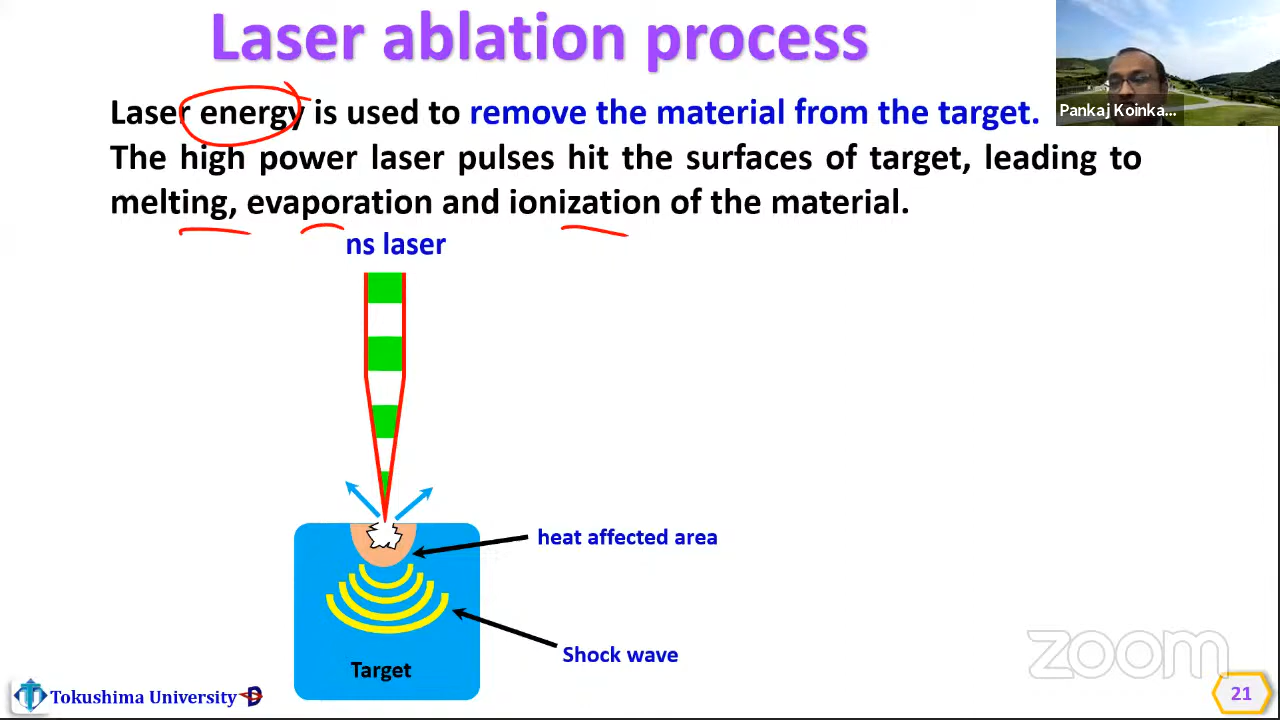 Laser ablation process
Laser energy is used to remove the material from the target.
Pankaj Koinka...
The high power laser pulses hit the surfaces of target, leading to
melting, evaporation and ionization of the material.
ns laser
heat affected area
Shock wave
Target
zoom
Tokushima University
21